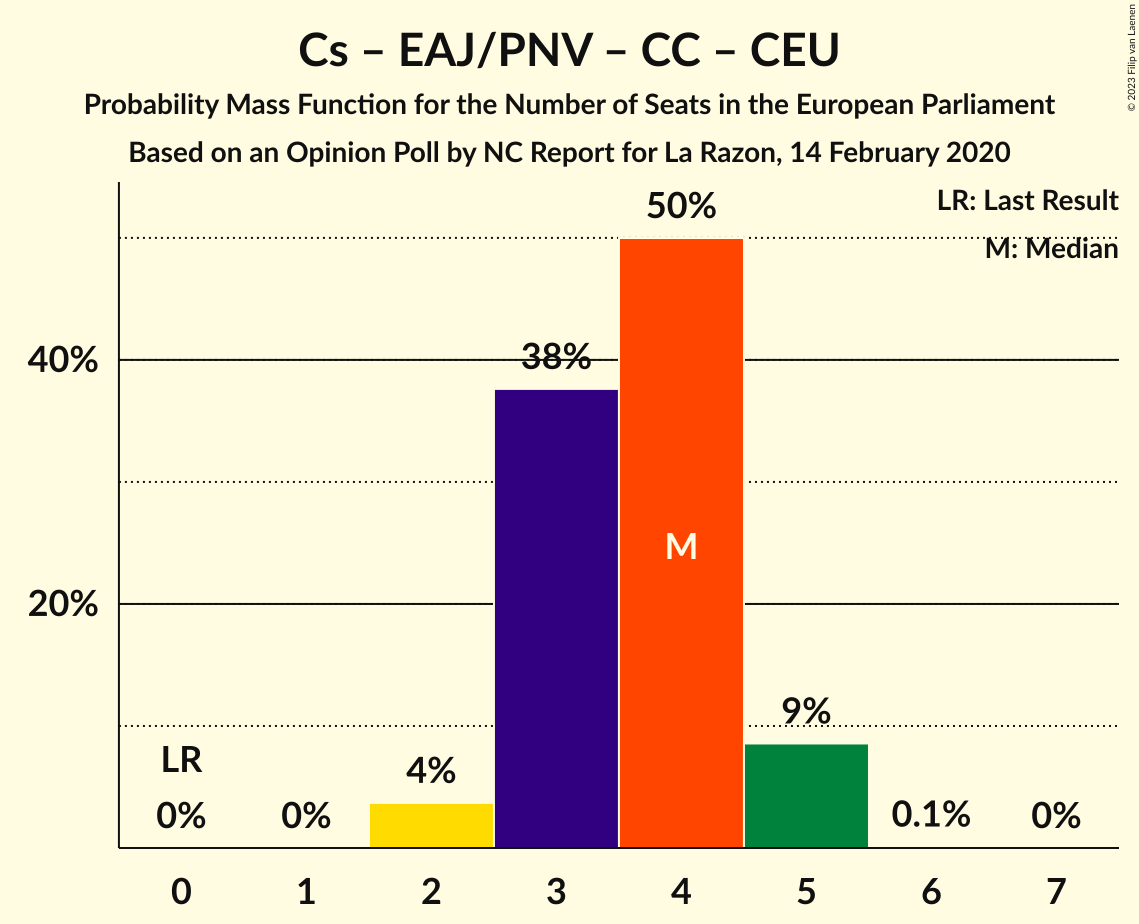 Cs – EAJ/PNV – CC – CEU
Probability Mass Function for the Number of Seats in the European Parliament
Based on an Opinion Poll by NC Report for La Razon, 14 February 2020
© 2023 Filip van Laenen
LR: Last Result
M: Median
50%
40%
38%
M
20%
9%
LR
4%
0%
0%
0.1%
0%
0 1 2 3 4 5 6 7